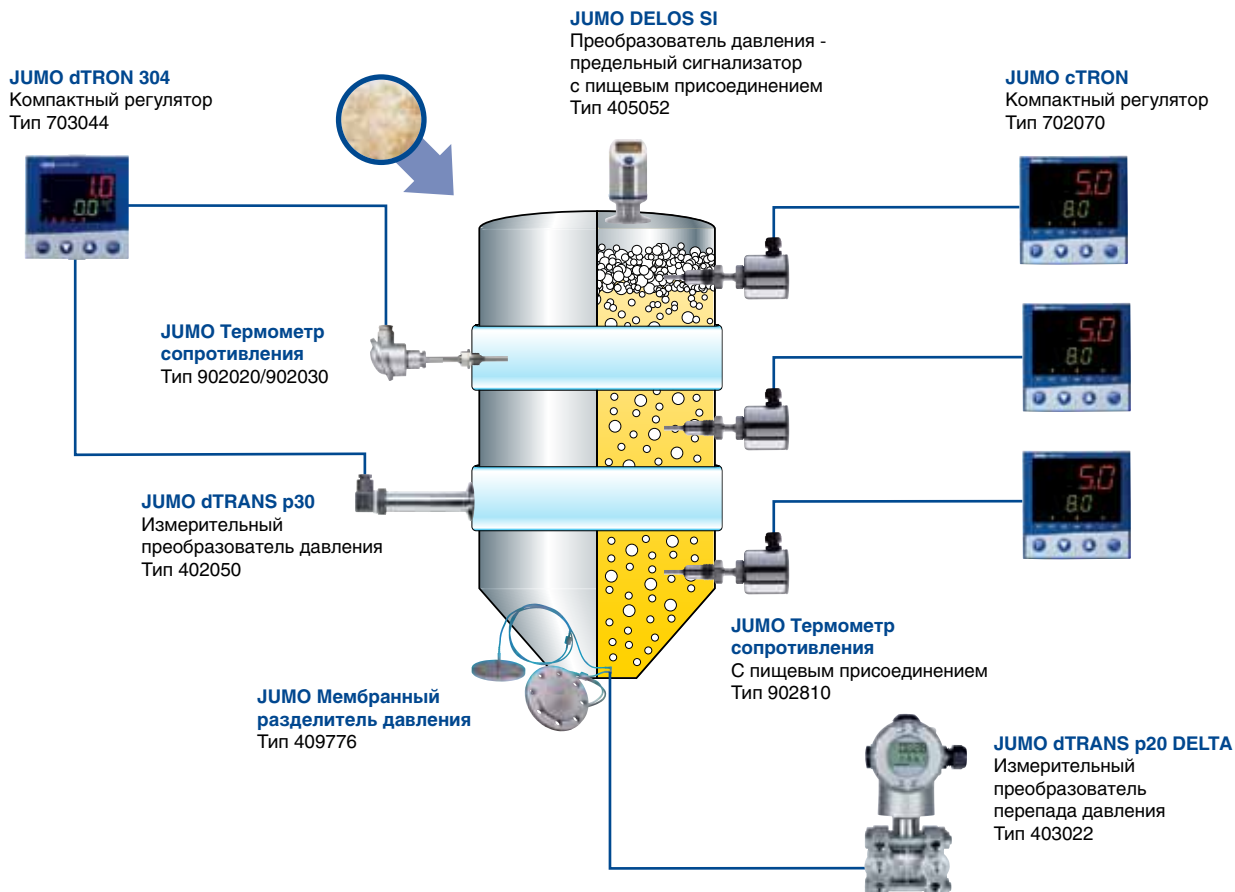 JUMO DELOS SI
Преобразователь давления -
предельный сигнализатор
с пищевым присоединением
Тип 405052
JUMO dTRON 304
Компактный регулятор
Тип 703044
JUMO cTRON
Компактный регулятор
Тип 702070
1.0
0.0 °C
5.0
8.0
JUMO Термометр
сопротивления
Тип 902020/902030
5.0
8.0
JUMO dTRANS p30
Измерительный
преобразователь давления
Тип 402050
5.0
8.0
JUMO Термометр
сопротивления
С пищевым присоединением
Тип 902810
JUMO Мембранный
разделитель давления
Тип 409776
JUMO dTRANS p20 DELTA
Измерительный
преобразователь
перепада давления
Тип 403022